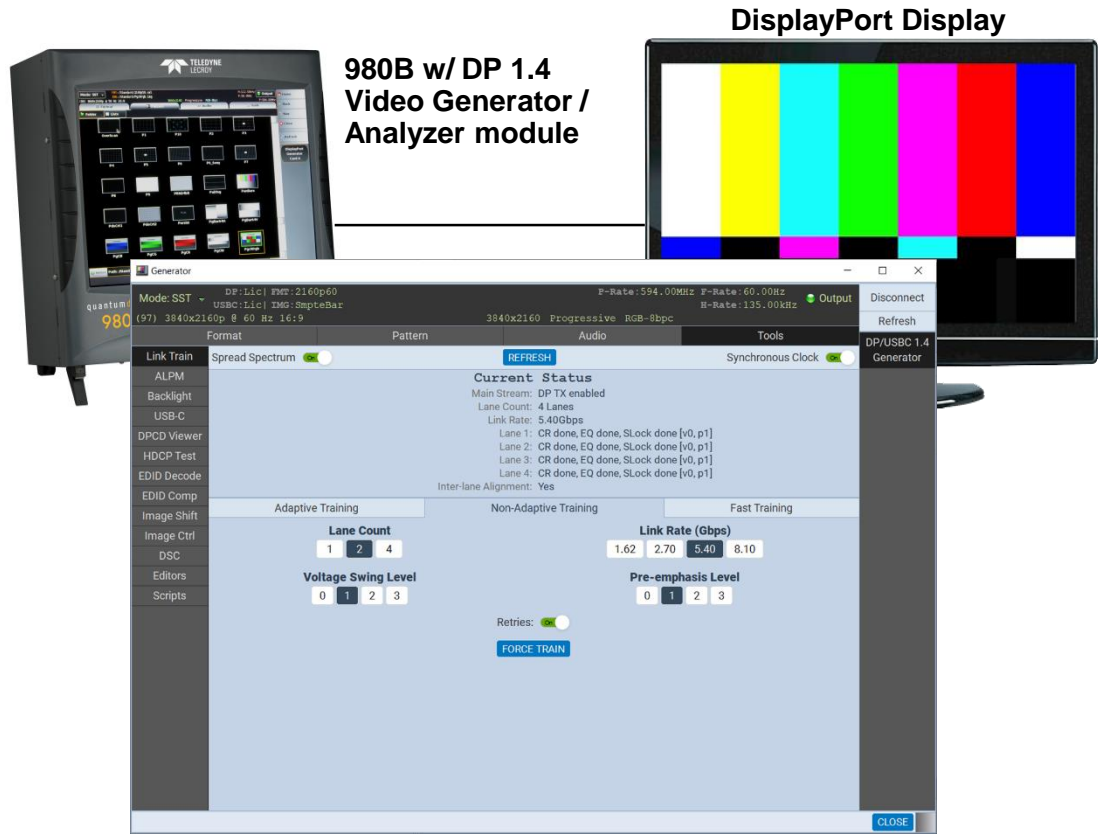 DisplayPort Display
TELEDYNE
LECROY
980B w/ DP 1.4
Video Generator /
Analyzer module
quantumd
980
Generator
Mode: SST
DP:Lic| FMT:2160p60
USBC:Lic| IMG:SmpteBar
P-Rate:594.00MHz F-Rate:60.00Hz
H-Rate:135.00kHz
Output
(97) 3840x2160p @ 60 Hz 16:9
3840x2160 Progressive RGB-8bpc
Disconnect
Refresh
DP/USBC 1.4
Generator
Format Pattern Audio Tools
Link Train
ALPM
Backlight
USB-C
DPCD Viewer
HDCP Test
EDID Decode
EDID Comp
Image Shift
Image Ctrl
DSC
Editors
Scripts
Spread Spectrum On REFRESH Synchronous Clock On
Current Status
Main Stream: DP TX enabled
Lane Count: 4 Lanes
Link Rate: 5.40Gbps
Lane 1: CR done, EQ done, SLock done [v0, p1]
Lane 2: CR done, EQ done, SLock done [v0, p1]
Lane 3: CR done, EQ done, SLock done [v0, p1]
Lane 4: CR done, EQ done, SLock done [v0, p1]
Inter-lane Alignment: Yes
Adaptive Training Non-Adaptive Training Fast Training
Lane Count
1 2 4
Link Rate (Gbps)
1.62 2.70 5.40 8.10
Voltage Swing Level
0 1 2 3
Pre-emphasis Level
0 1 2 3
Retries: On
FORCE TRAIN
CLOSE